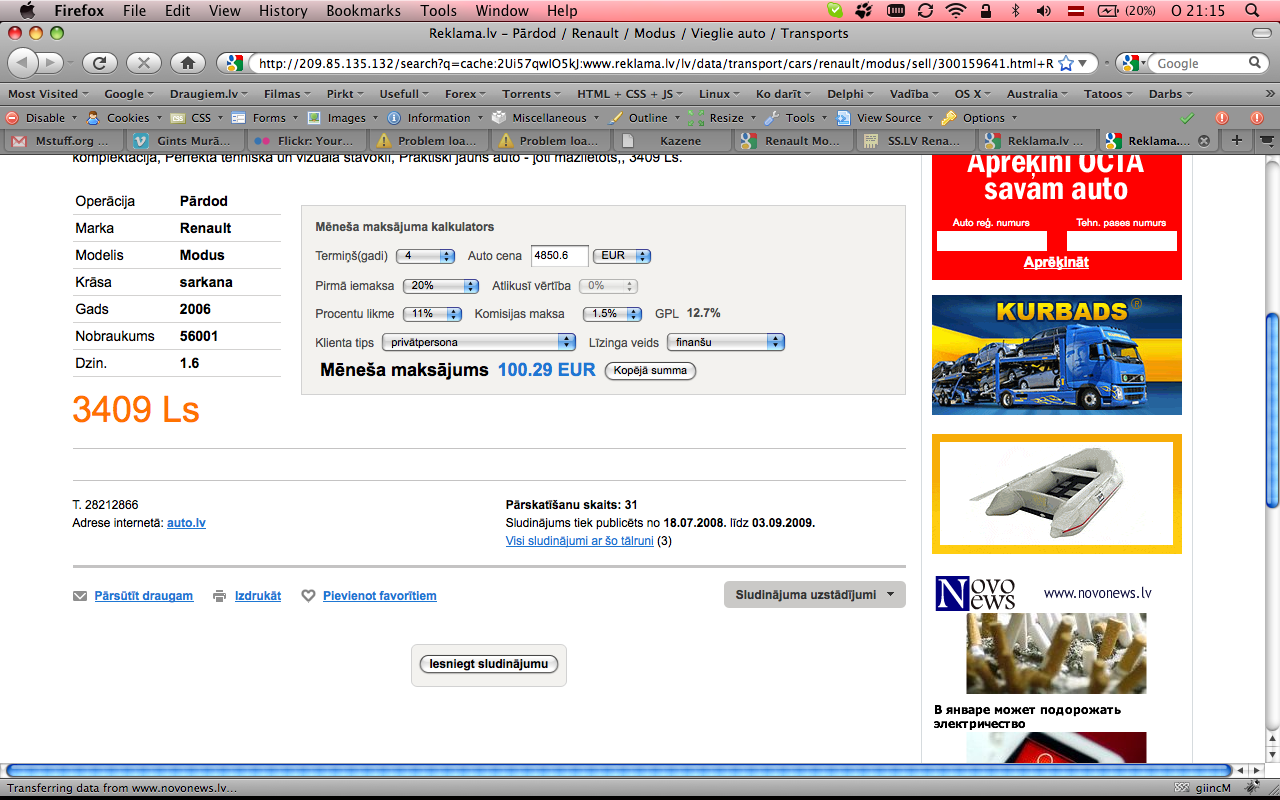 Firefox File Edit View History Bookmarks Tools Window Help (20%) O 21:15
Reklama.lv – Pārdod / Renault / Modus / Vieglie auto / Transports
http://209.85.135.132/search?q=cache:2Ui57qwlO5kJ:www.reklama.lv/lv/data/transport/cars/renault/modus/sell/300159641.html+R Google
Most Visited Google Draugiem.lv Filmas Pirkt Usefull Forex Torrents HTML + CSS + JS Linux Ko darīt Delphi Vadība OS X Australia Tatoos Darbs
Disable Cookies CSS Forms Images Information Miscellaneous Outline Resize Tools View Source Options
Mstuff.org ... Gints Murā... Flickr: Your... Problem loa... Problem loa... Kazene Renault Mo... SS.LV Rena... Reklama.lv ... Reklama....
komplektācija, Perfekta tehniskā un vizuālā stāvoklī, Praktiski jauns auto - ļoti mazlietots,, 3409 Ls.
Operācija Pārdod
Marka Renault
Modelis Modus
Krāsa sarkana
Gads 2006
Nobraukums 56001
Dzin. 1.6
3409 Ls
Mēneša maksājuma kalkulators
Termiņš(gadi) 4 Auto cena 4850.6 EUR
Pirmā iemaksa 20% Atlikusī vērtība 0%
Procentu likme 11% Komisijas maksa 1.5% GPL 12.7%
Klienta tips privātpersona Līzinga veids finanšu
Mēneša maksājums 100.29 EUR Kopējā summa
T. 28212866
Adrese internetā: auto.lv
Pārskatīšanu skaits: 31
Sludinājums tiek publicēts no 18.07.2008. līdz 03.09.2009.
Visi sludinājumi ar šo tālruni (3)
Pārsūtīt draugam Izdrukāt Pievienot favorītiem Sludinājuma uzstādījumi
Iesniegt sludinājumu
Aprēķini OCTA
savam auto
Auto reģ. numurs Tehn. pases numurs
Aprēķināt
KURBADS®
Novo
News
www.novonews.lv
В январе может подорожать
электричество
Transferring data from www.novonews.lv... giincM